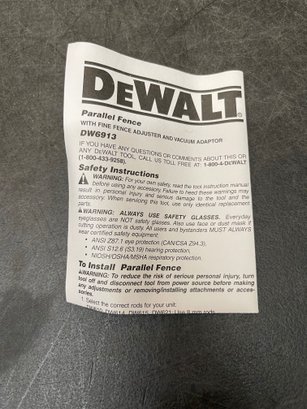 DEWALT®
Parallel Fence
WITH FINE FENCE ADJUSTER AND VACUUM ADAPTOR
DW6913
IF YOU HAVE ANY QUESTIONS OR COMMENTS ABOUT THIS OR
ANY DEWALT TOOL, CALL US TOLL FREE AT: 1-800-4-DEWALT
(1-800-433-9258).
Safety Instructions
WARNING: For your own safety, read the tool instruction manual
before using any accessory. Failure to heed these warnings may
result in personal injury and serious damage to the tool and the
accessory. When servicing this tool, use only identical replacement
parts.
WARNING: ALWAYS USE SAFETY GLASSES. Everyday
eyeglasses are NOT safety glasses. Also use face or dust mask if
cutting operation is dusty. All users and bystanders MUST ALWAYS
wear certified safety equipment:
• ANSI Z87.1 eye protection (CAN/CSA Z94.3),
• ANSI S12.6 (S3.19) hearing protection,
• NIOSH/OSHA/MSHA respiratory protection.
To Install Parallel Fence
WARNING: To reduce the risk of serious personal injury, turn
tool off and disconnect tool from power source before making
any adjustments or removing/installing attachments or acces-
sories.
1. Select the correct rods for your unit.
DW614, DW615, DW621: Use 8 mm rods